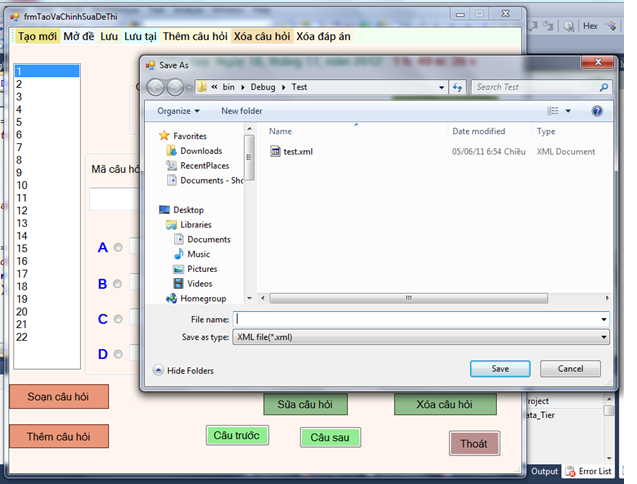 frmTaoVaChinhSuaDeThi
Tạo mới Mở đề Lưu Lưu tại Thêm câu hỏi Xóa câu hỏi Xóa đáp án
Hex
Save As
bin Debug Test
Search Test
Organize New folder
Favorites
Downloads
RecentPlaces
Documents - Sho
Desktop
Libraries
Documents
Music
Pictures
Videos
Homegroup
Name Date modified Type
test.xml 05/06/11 6:54 Chiều XML Document
File name:
Save as type: XML file(*.xml)
Hide Folders
Save Cancel
1
2
3
4
5
6
7
8
9
10
11
12
13
14
15
16
17
18
19
20
21
22
Mã câu hỏi
A
B
C
D
Soạn câu hỏi Sửa câu hỏi Xóa câu hỏi
Thêm câu hỏi Câu trước Câu sau Thoát
roject
ata_Tier
Output Error List